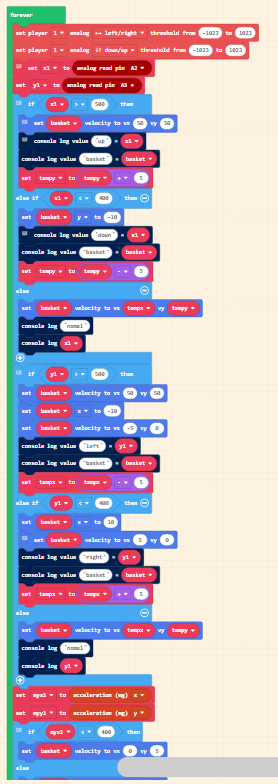 forever
set player 1 analog ↔ left/right threshold from -1023 to 1023
set player 1 analog ↕ down/up threshold from -1023 to 1023
set x1 to analog read pin A2
set y1 to analog read pin A3
if x1 > 500 then
set basket velocity to vx 50 vy 50
console log value "up" = x1
console log value "basket" = basket
set tempy to tempy + 5
else if x1 < 400
set basket y to -10
console log value "down" = x1
console log value "basket" = basket
set tempy to tempy - 5
else
set basket velocity to vx tempx vy tempy
console log "nomel"
console log x1
if y1 > 500 then
set basket velocity to vx 50 vy 50
set basket x to -10
set basket velocity to vx -5 vy 0
console log value "left" = y1
console log value "basket" = basket
set tempx to tempx - 5
else if y1 < 400
set basket x to 10
set basket velocity to vx 5 vy 0
console log value "right" = y1
console log value "basket" = basket
set tempx to tempx + 5
else
set basket velocity to vx tempx vy tempy
console log "nomel"
console log y1
set myx1 to acceleration (mg) x
set myy1 to acceleration (mg) y
if myx1 < 400 then
set basket velocity to vx 0 vy 5
else